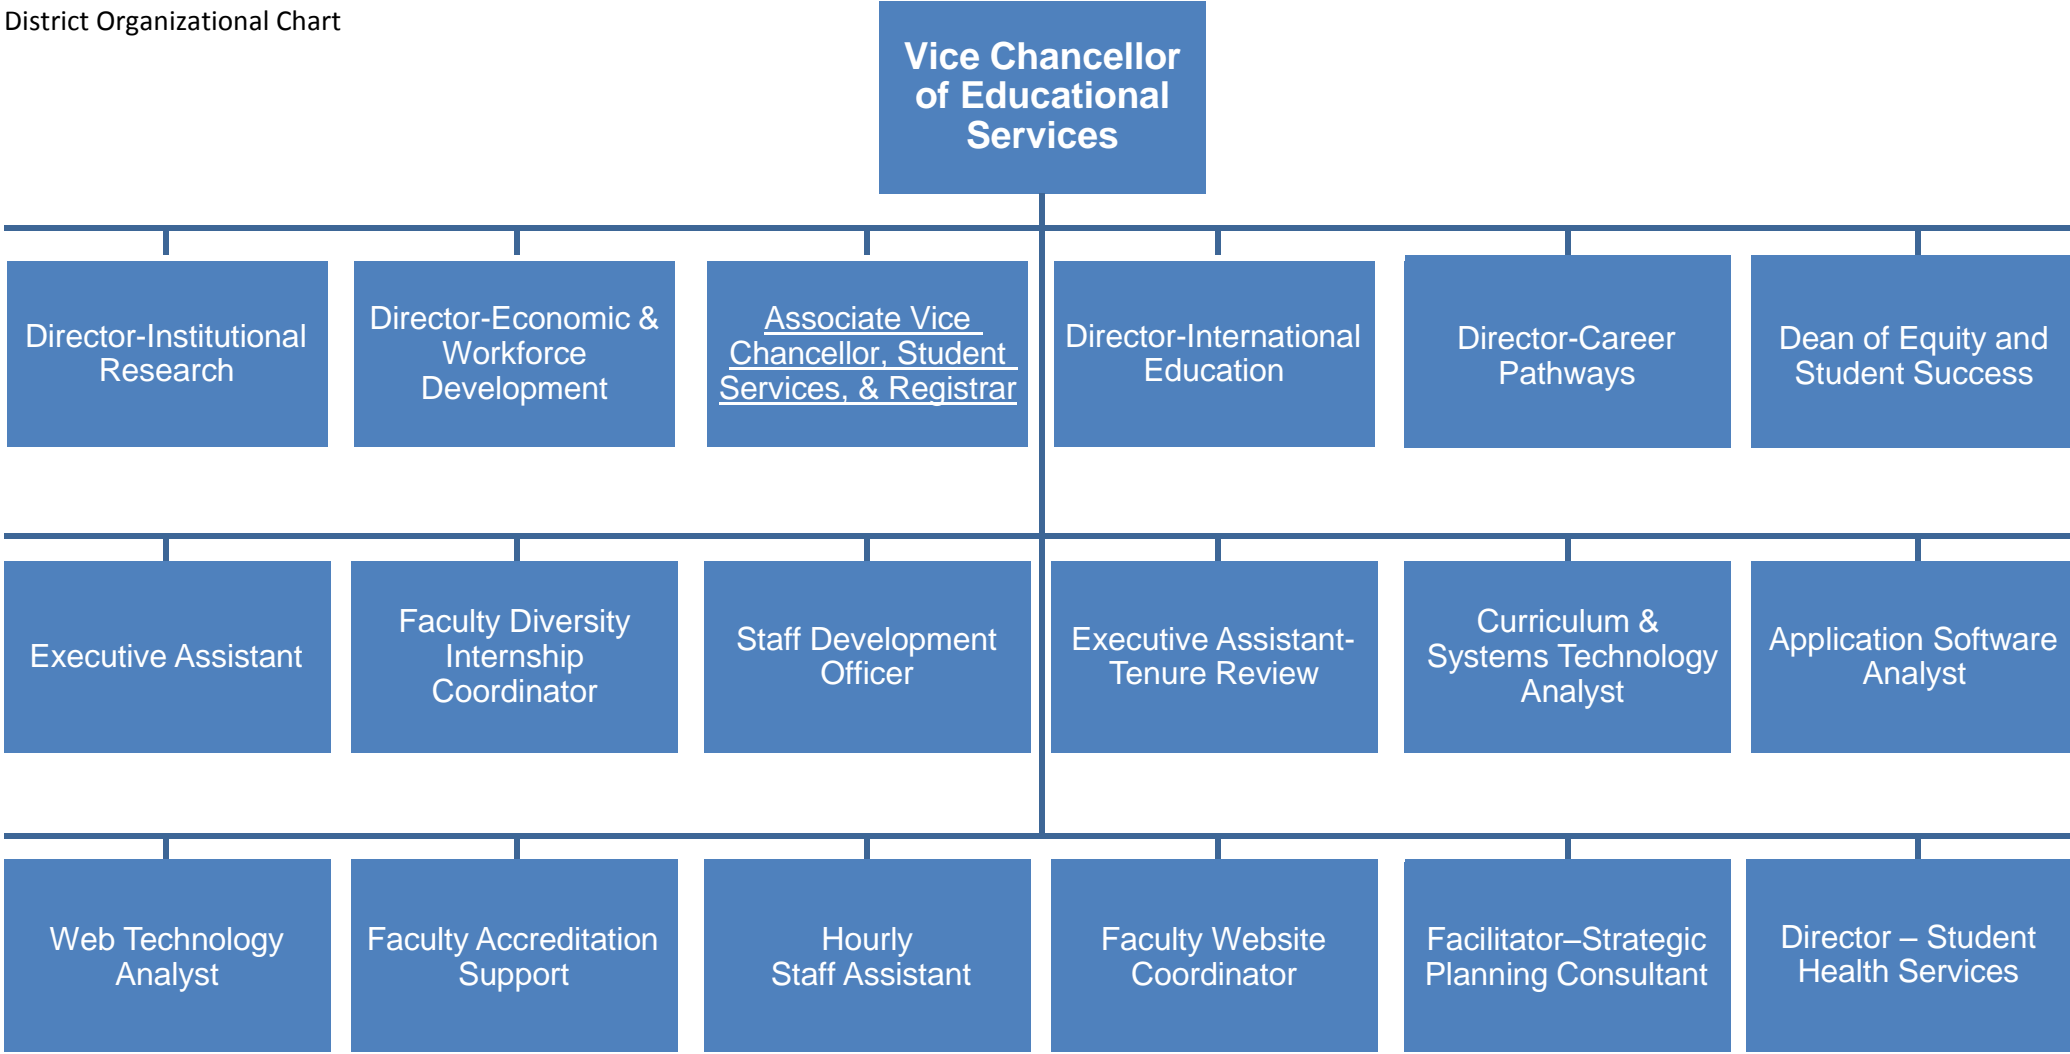 District Organizational Chart
Vice Chancellor
of Educational
Services
Director-Institutional
Research
Director-Economic &
Workforce
Development
Associate Vice
Chancellor, Student
Services, & Registrar
Director-International
Education
Director-Career
Pathways
Dean of Equity and
Student Success
Executive Assistant
Faculty Diversity
Internship
Coordinator
Staff Development
Officer
Executive Assistant-
Tenure Review
Curriculum &
Systems Technology
Analyst
Application Software
Analyst
Web Technology
Analyst
Faculty Accreditation
Support
Hourly
Staff Assistant
Faculty Website
Coordinator
Facilitator–Strategic
Planning Consultant
Director – Student
Health Services